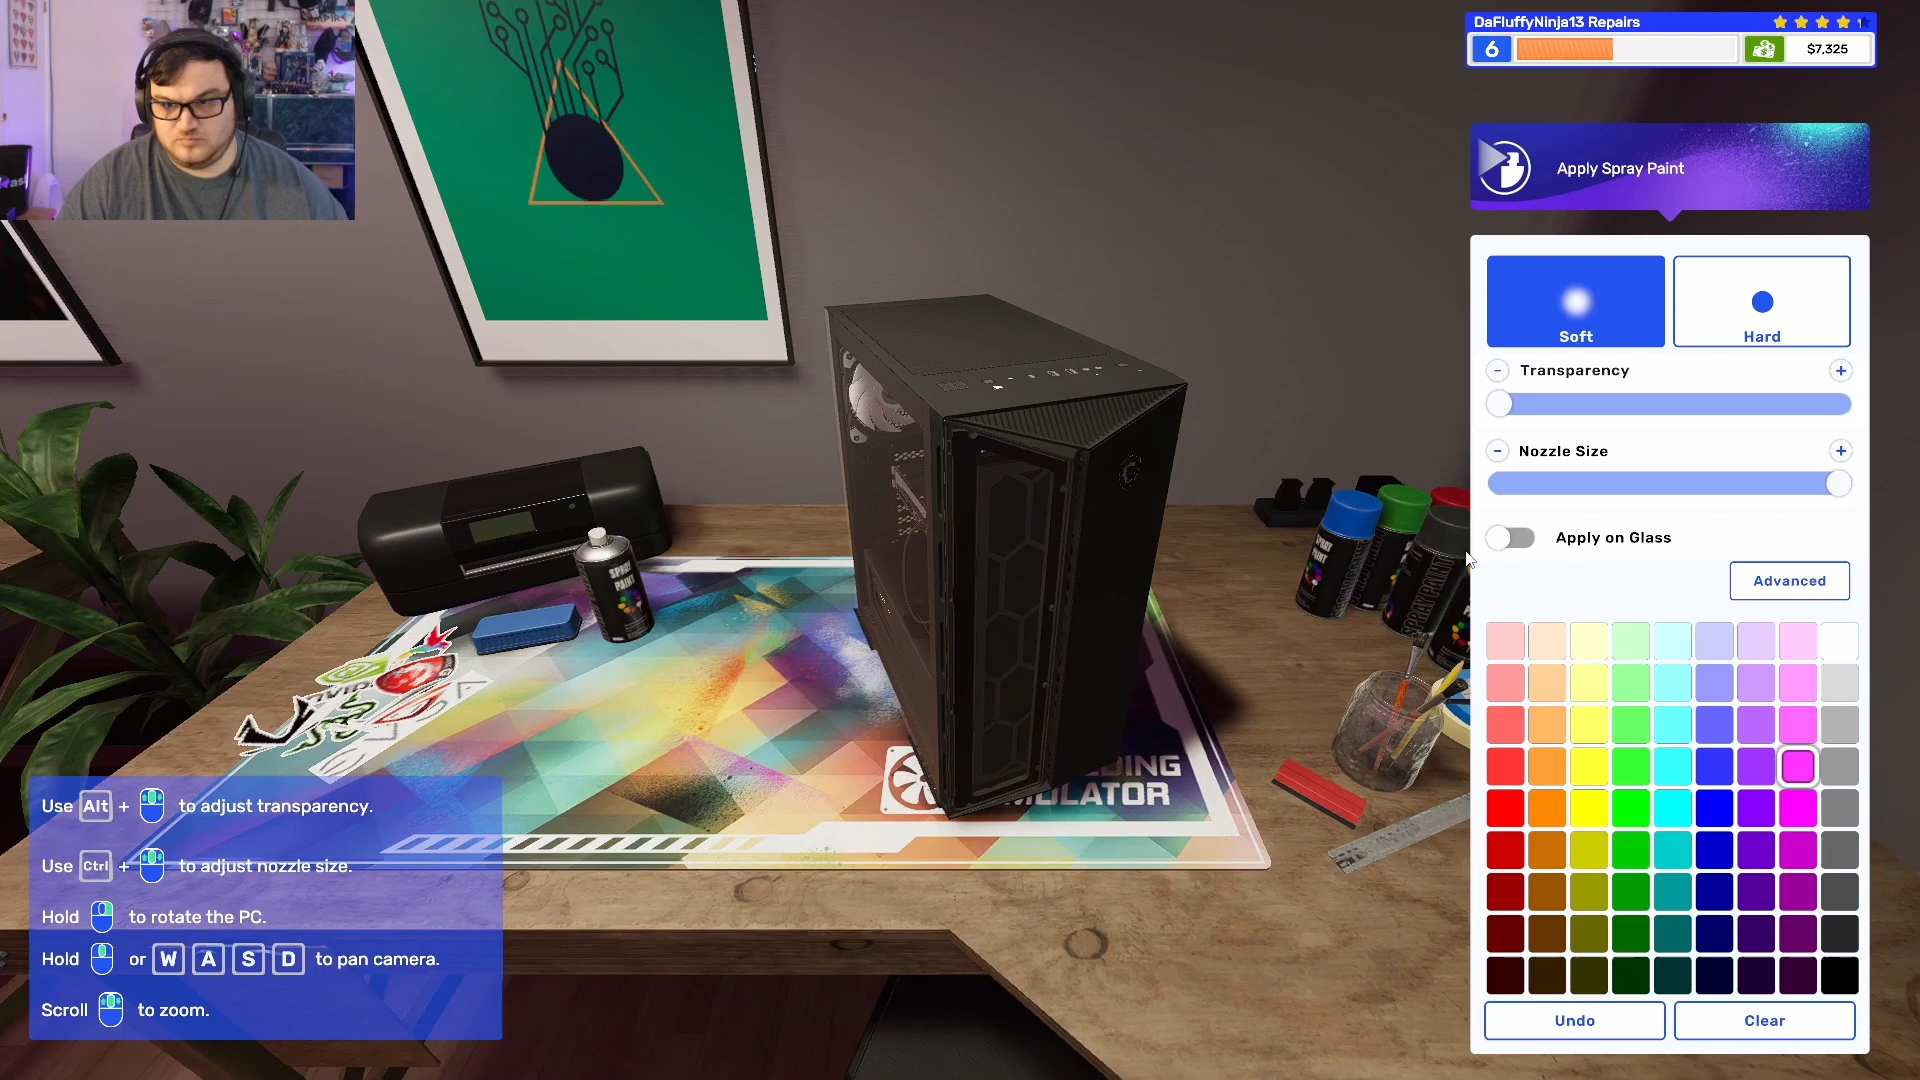 DaFluffyNinja13 Repairs
6
$7,325
Apply Spray Paint
Soft
Hard
Transparency
Nozzle Size
Apply on Glass
Advanced
SPRAY
PAINT
Use Alt + to adjust transparency.
Use Ctrl + to adjust nozzle size.
Hold to rotate the PC.
Hold or W A S D to pan camera.
Scroll to zoom.
Undo
Clear